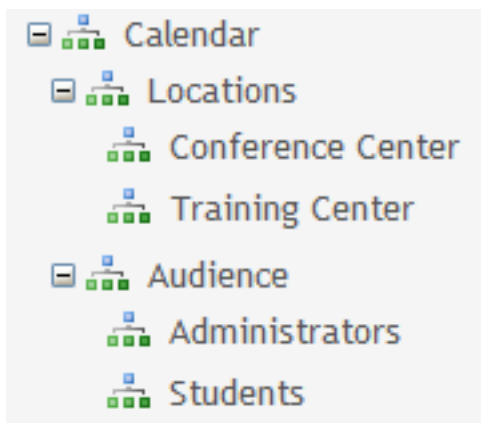 Calendar
Locations
Conference Center
Training Center
Audience
Administrators
Students